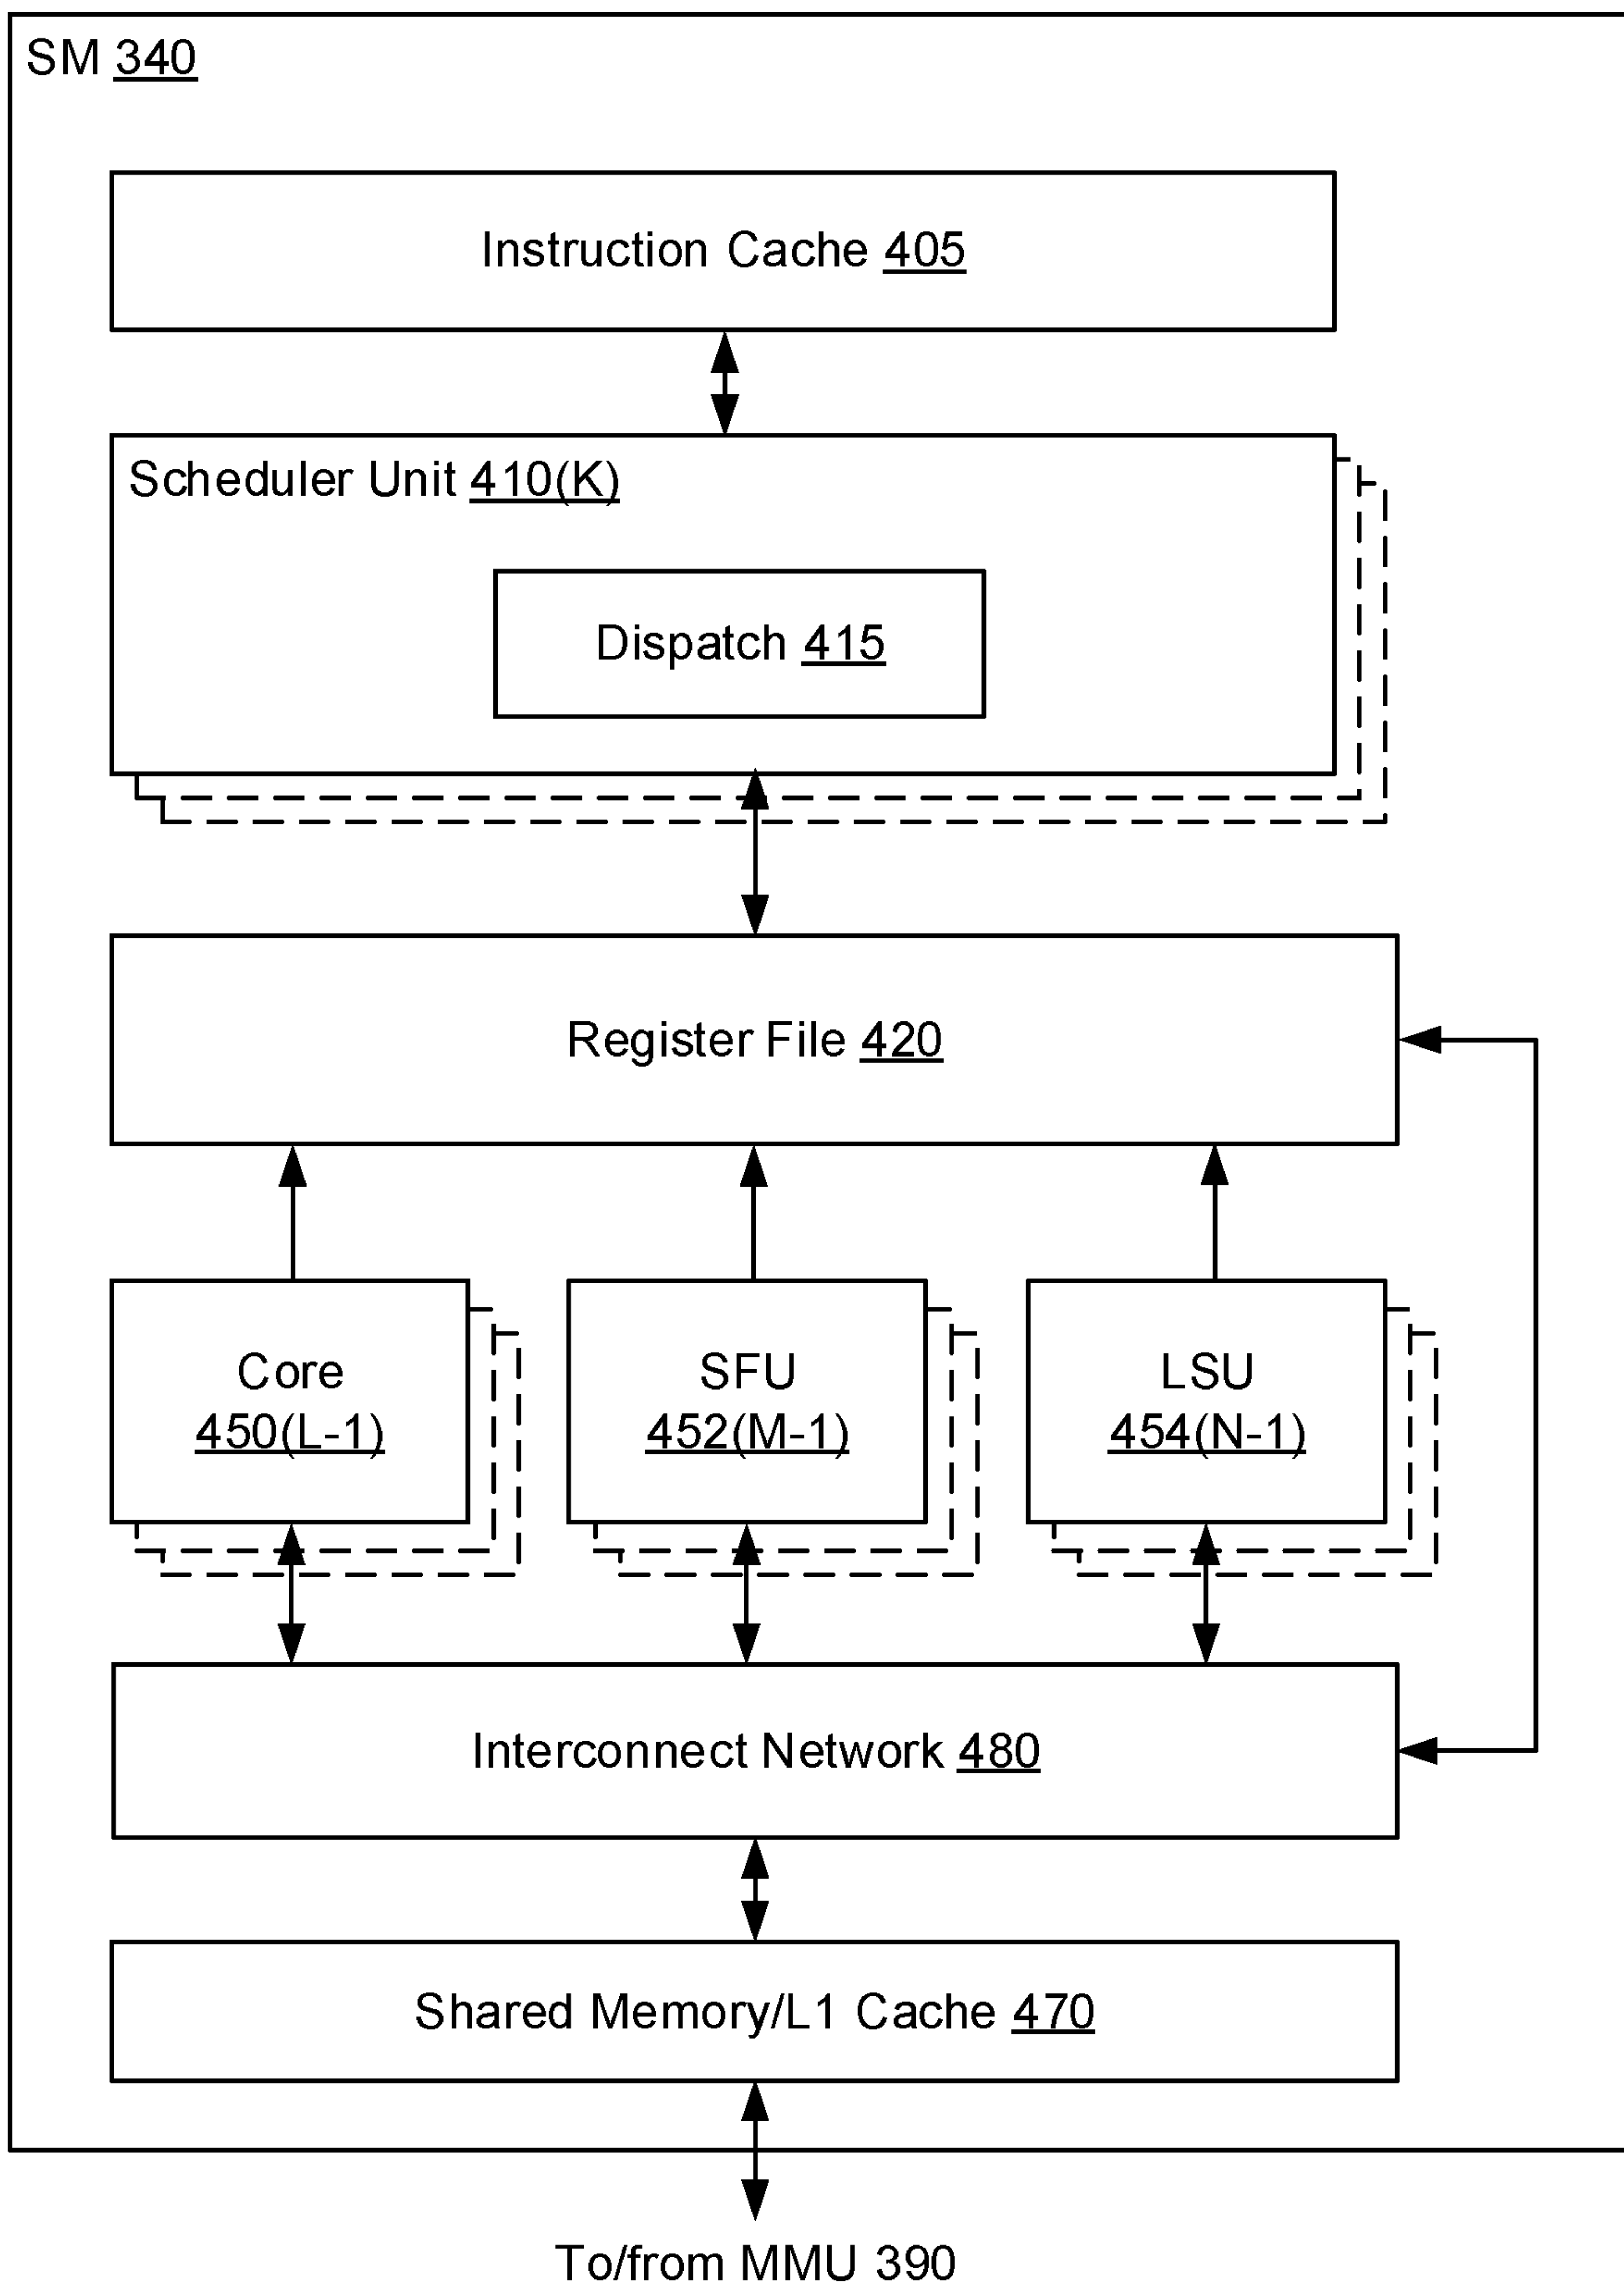 SM 340
Instruction Cache 405
Scheduler Unit 410(K)
Dispatch 415
Register File 420
Core
450(L-1)
SFU
452(M-1)
LSU
454(N-1)
Interconnect Network 480
Shared Memory/L1 Cache 470
To/from MMU 390